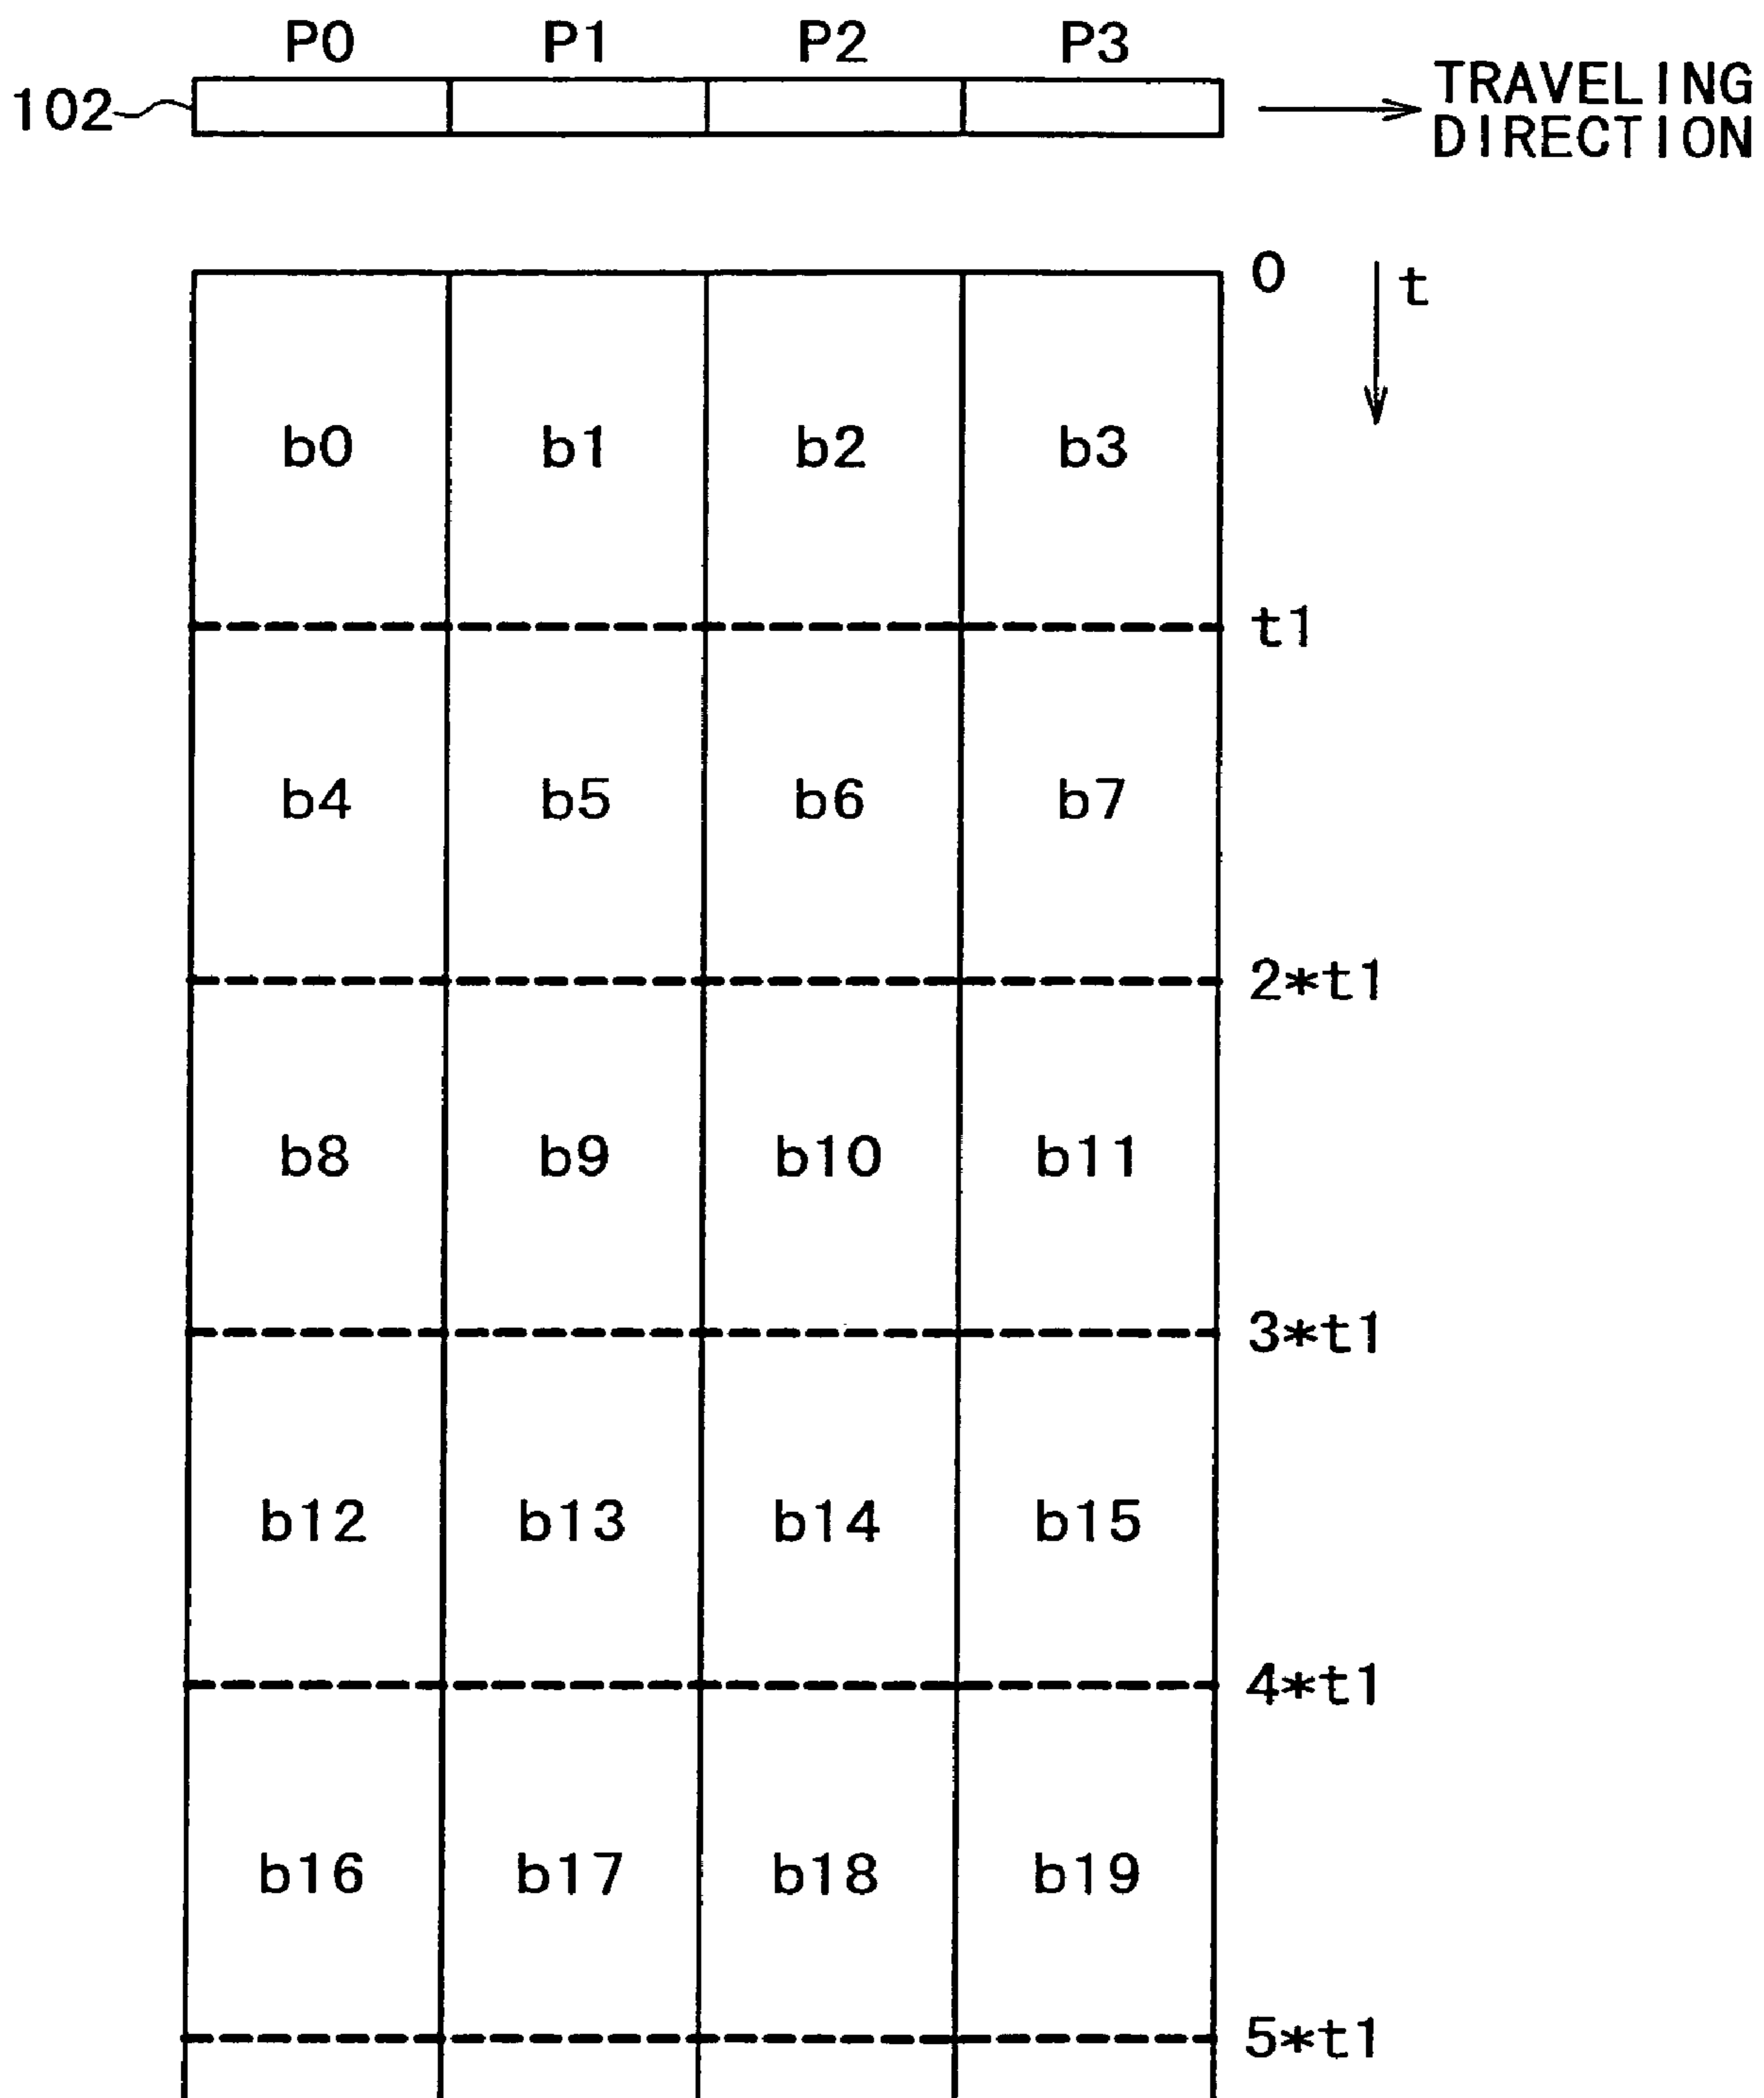 P0 P1 P2 P3
102
TRAVELING
DIRECTION
0
t
b0 b1 b2 b3
t1
b4 b5 b6 b7
2*t1
b8 b9 b10 b11
3*t1
b12 b13 b14 b15
4*t1
b16 b17 b18 b19
5*t1